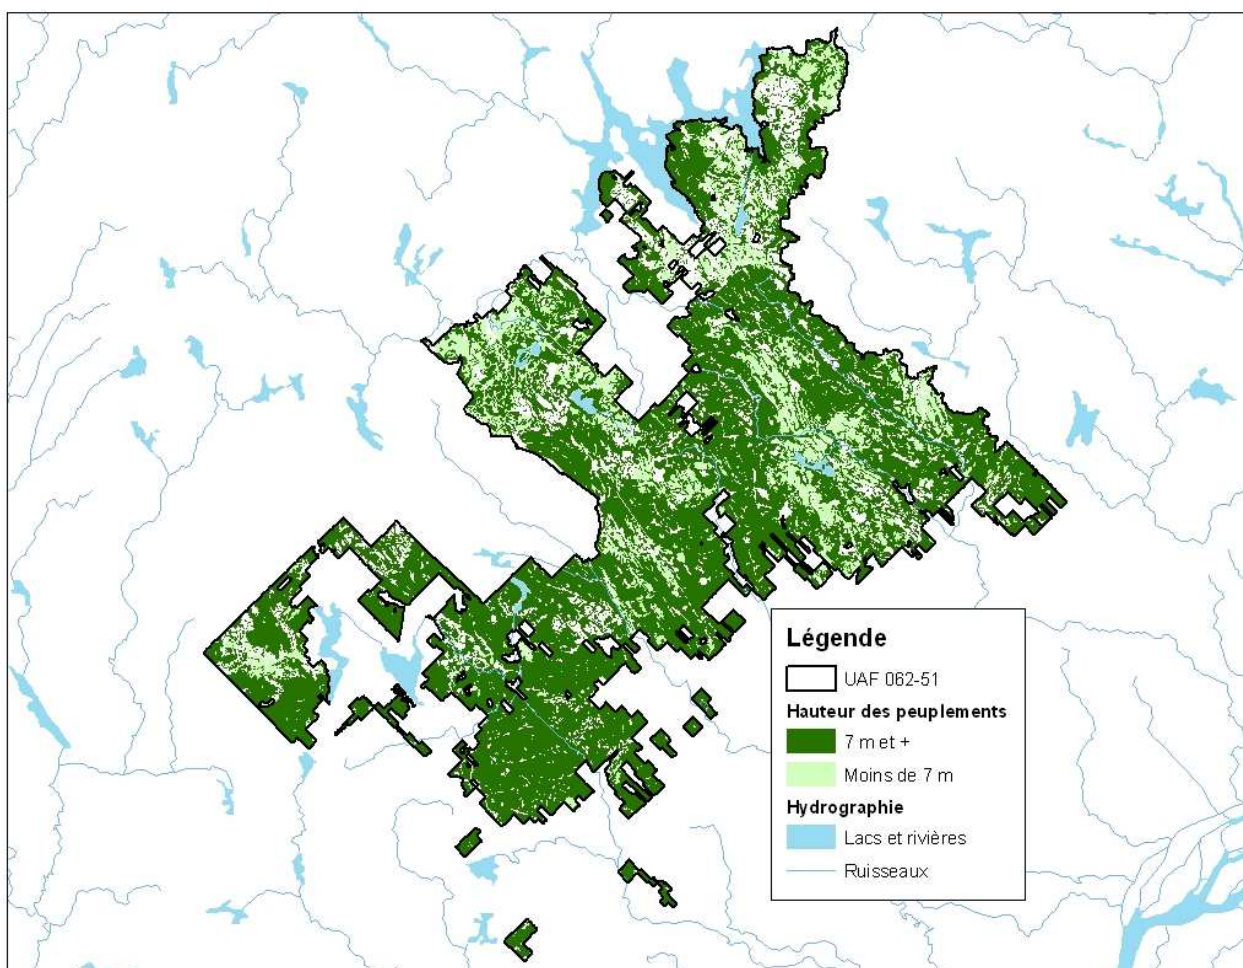 Légende
UAF 062-51
Hauteur des peuplements
7 m et +
Moins de 7 m
Hydrographie
Lacs et rivières
Ruisseaux